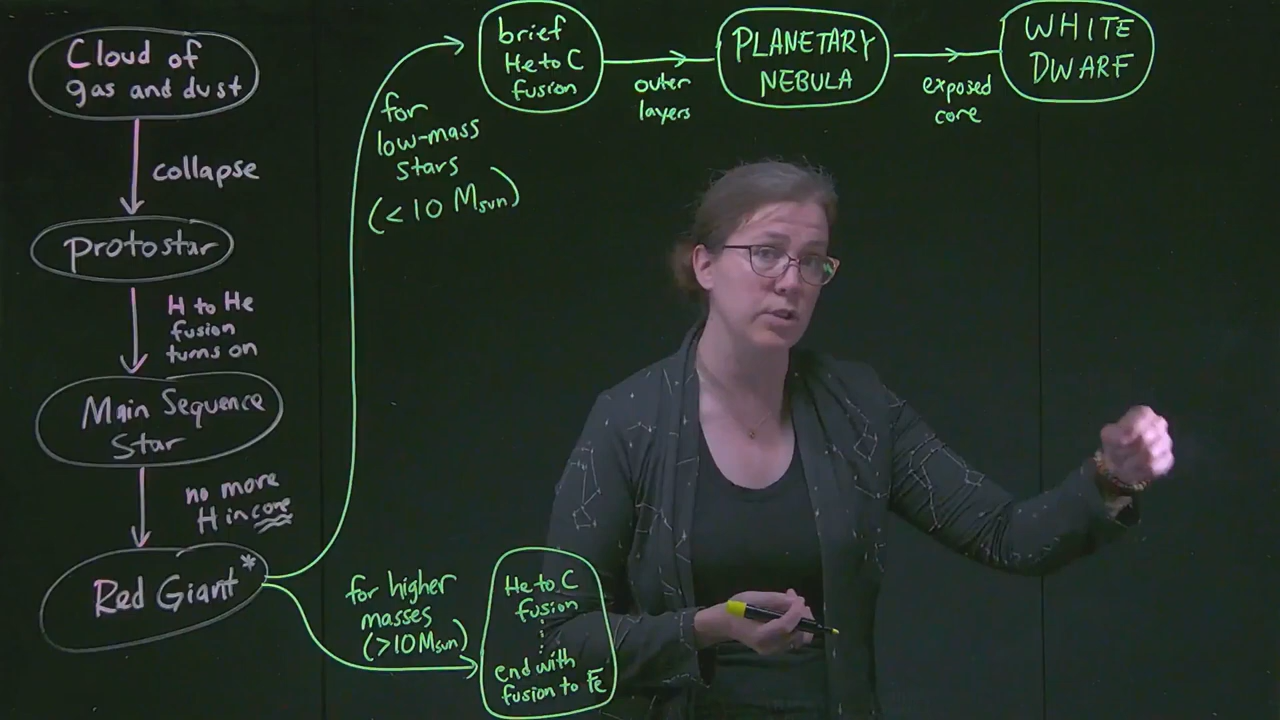 Cloud of
gas and dust
collapse
Protostar
H to He
fusion
turns on
Main Sequence
Star
no more
H in core
Red Giant*
for
low-mass
stars
(< 10 Msun)
brief
He to C
fusion
outer
layers
PLANETARY
NEBULA
exposed
core
WHITE
DWARF
for higher
masses
(>10 Msun)
He to C
fusion
end with
fusion to Fe